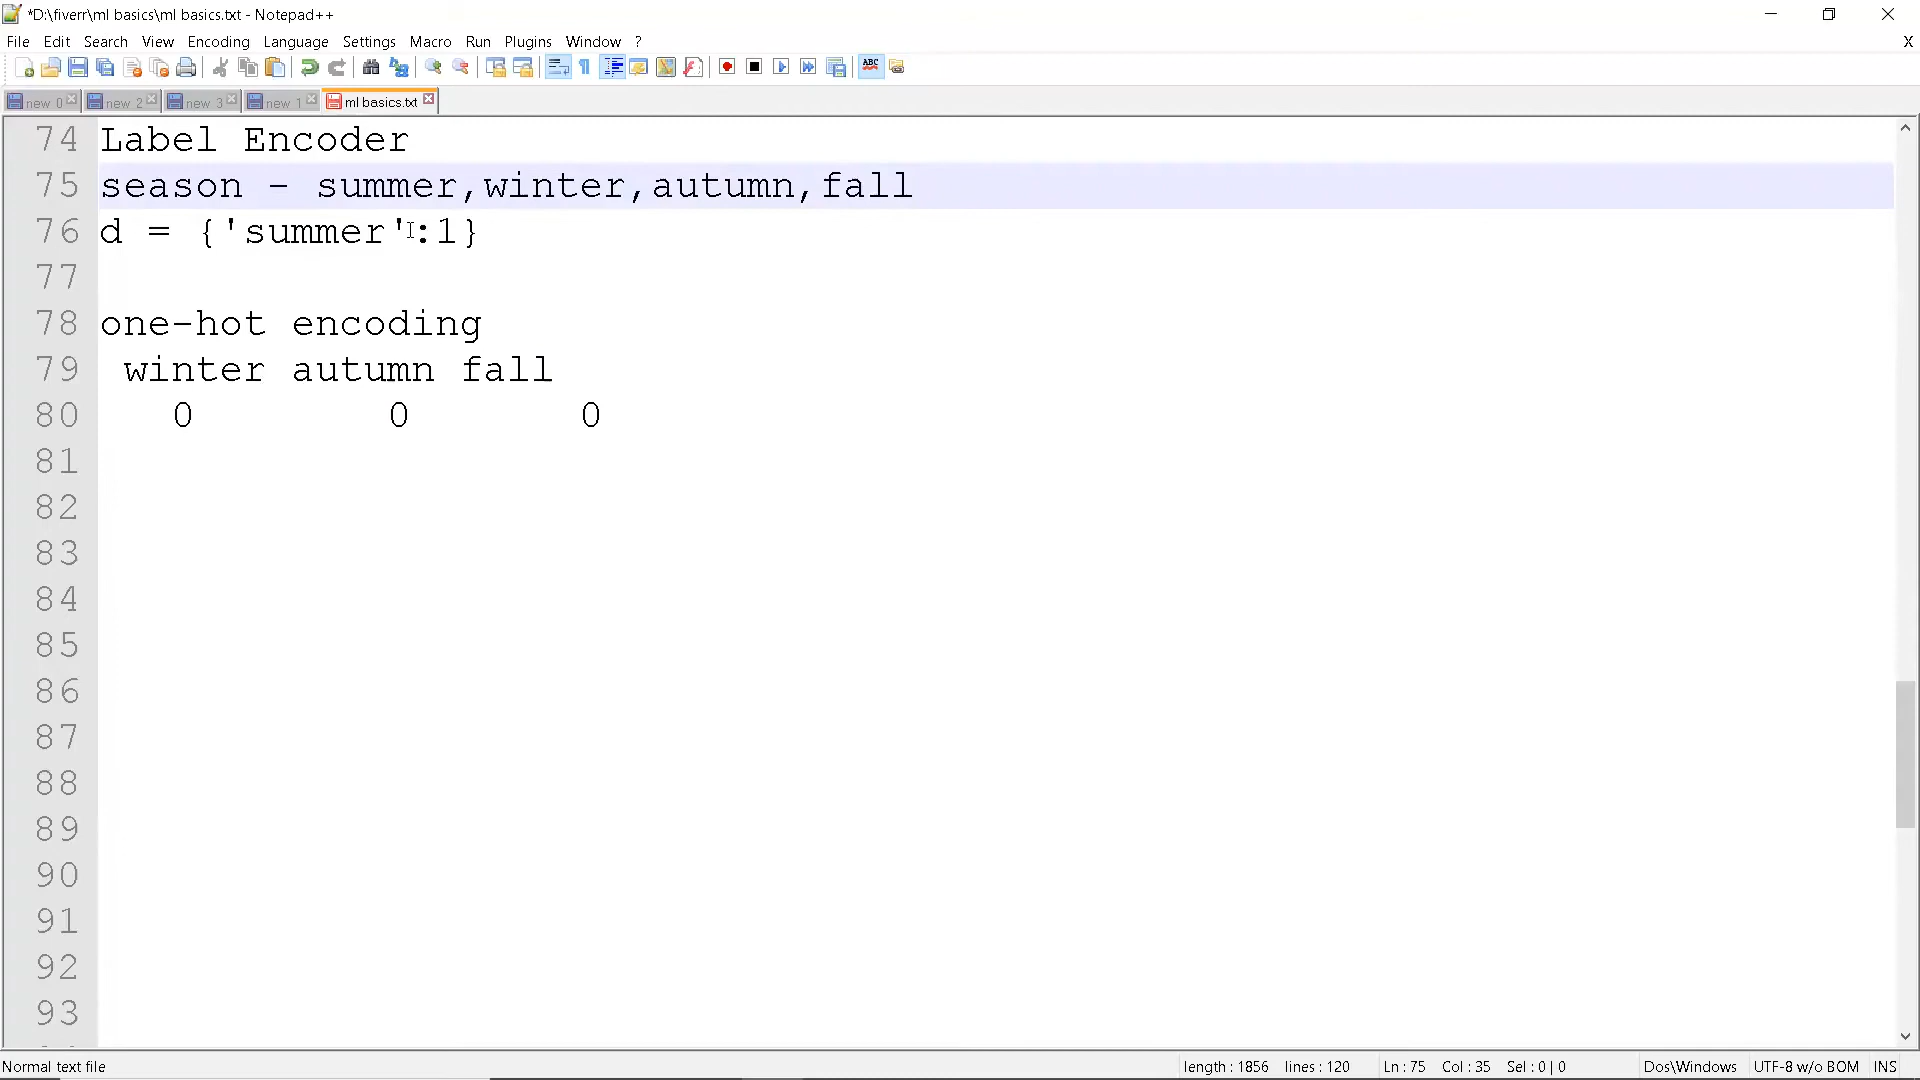 *D:\fiverr\ml basics\ml basics.txt - Notepad++
File Edit Search View Encoding Language Settings Macro Run Plugins Window ? X
ABC
new 0 new 2 new 3 new 1 ml basics.txt
74 Label Encoder
75 season - summer,winter,autumn,fall
76 d = {'summer':1}
77
78 one-hot encoding
79 winter autumn fall
80 0 0 0
81
82
83
84
85
86
87
88
89
90
91
92
93
Normal text file length : 1856 lines : 120 Ln : 75 Col : 35 Sel : 0 | 0 Dos\Windows UTF-8 w/o BOM INS